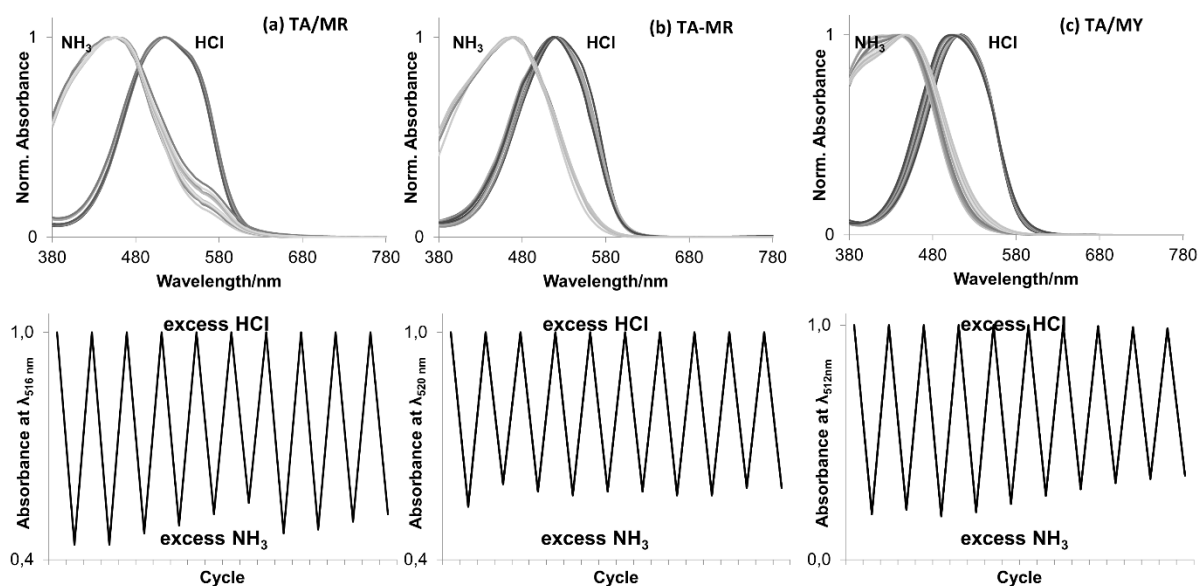 (a) TA/MR
1
NH₃
HCl
Norm. Absorbance
0
380
480
580
680
780
Wavelength/nm
(b) TA-MR
1
NH₃
HCl
Norm. Absorbance
0
380
480
580
680
780
Wavelength/nm
(c) TA/MY
1
NH₃
HCl
Norm. Absorbance
0
380
480
580
680
780
Wavelength/nm
excess HCl
1,0
Absorbance at λ₅₁₆ ₙₘ
excess NH₃
0,4
Cycle
excess HCl
1,0
Absorbance at λ₅₂₀ ₙₘ
excess NH₃
0,4
Cycle
excess HCl
1,0
Absorbance at λ₅₁₂ₙₘ
excess NH₃
0,0
Cycle